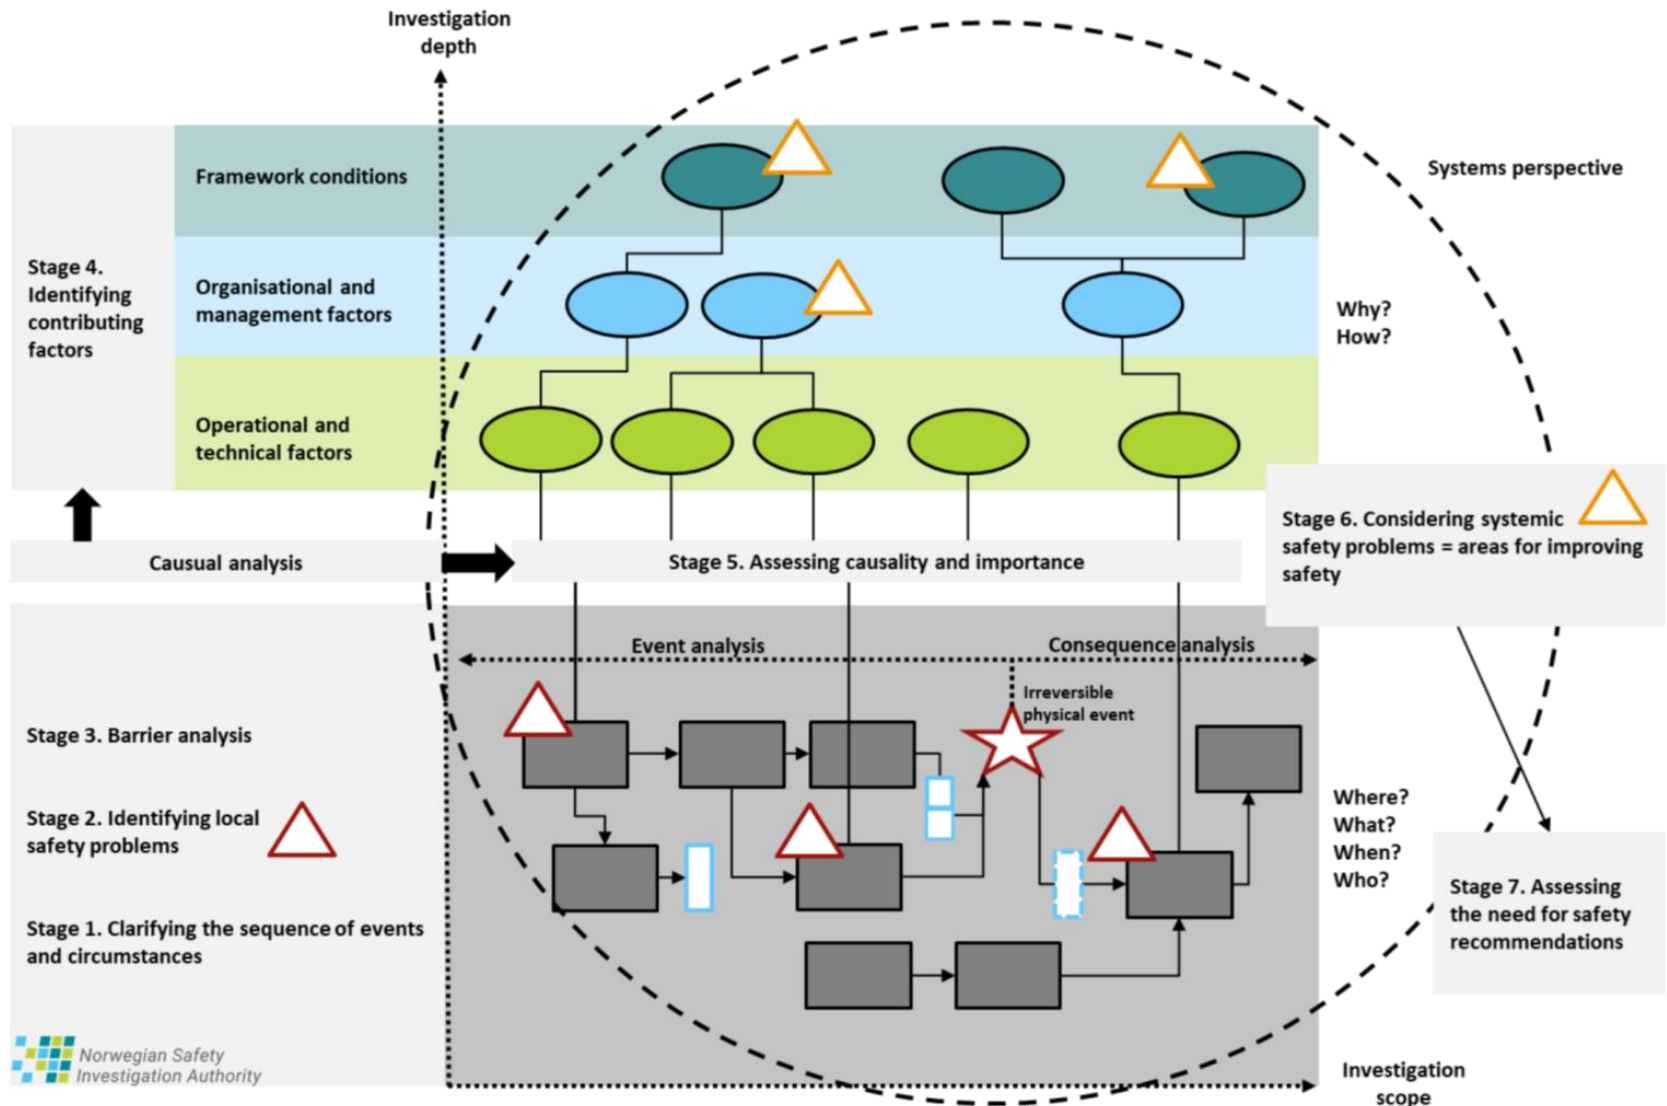 Investigation
depth
Framework conditions
Systems perspective
Stage 4.
Identifying
contributing
factors
Organisational and
management factors
Why?
How?
Operational and
technical factors
Stage 6. Considering systemic
safety problems = areas for improving
safety
Causal analysis
Stage 5. Assessing causality and importance
Event analysis
Consequence analysis
Irreversible
physical event
Stage 3. Barrier analysis
Stage 2. Identifying local
safety problems
Where?
What?
When?
Who?
Stage 7. Assessing
the need for safety
recommendations
Stage 1. Clarifying the sequence of events
and circumstances
Norwegian Safety
Investigation Authority
Investigation
scope